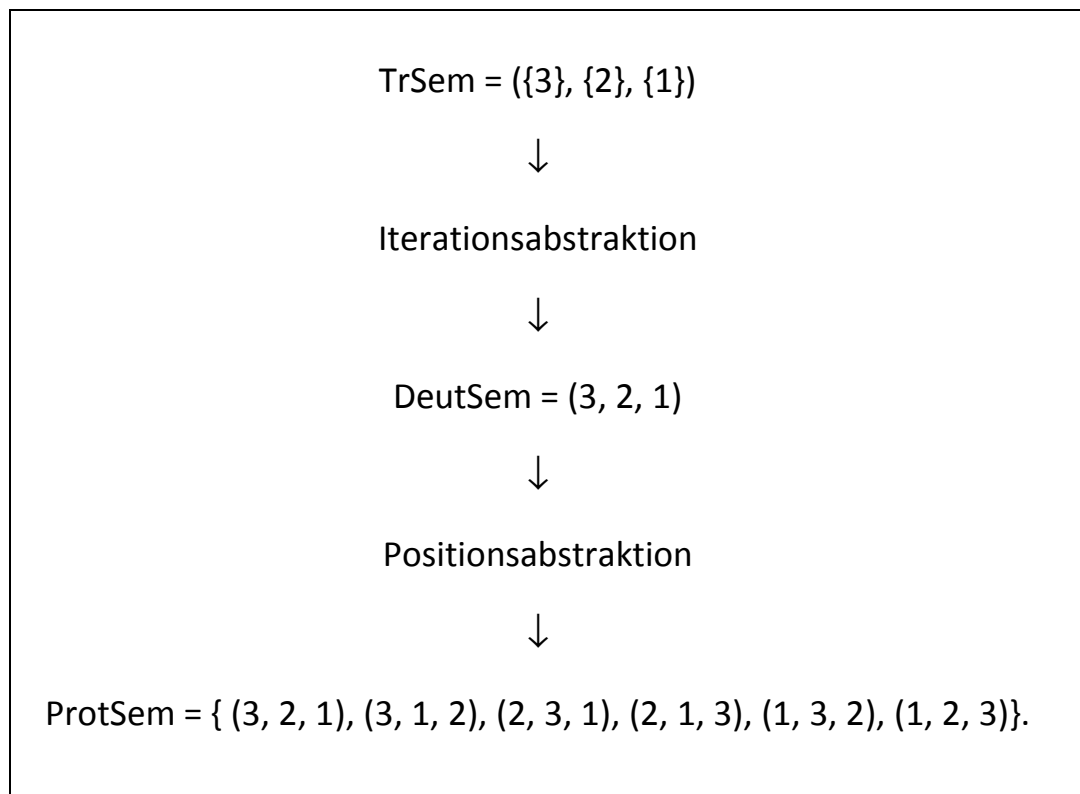 TrSem = ({3}, {2}, {1})
↓
Iterationsabstraktion
↓
DeutSem = (3, 2, 1)
↓
Positionsabstraktion
↓
ProtSem = { (3, 2, 1), (3, 1, 2), (2, 3, 1), (2, 1, 3), (1, 3, 2), (1, 2, 3)}.